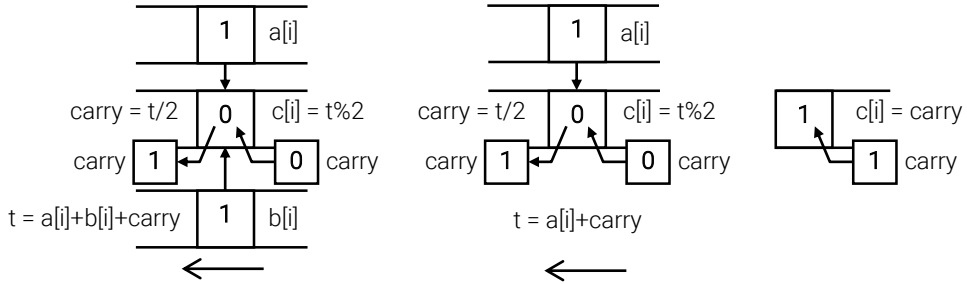 1 a[i]
carry = t/2 0 c[i] = t%2
carry 1 0 carry
t = a[i]+b[i]+carry 1 b[i]
1 a[i]
carry = t/2 0 c[i] = t%2
carry 1 0 carry
t = a[i]+carry
1 c[i] = carry
1 carry